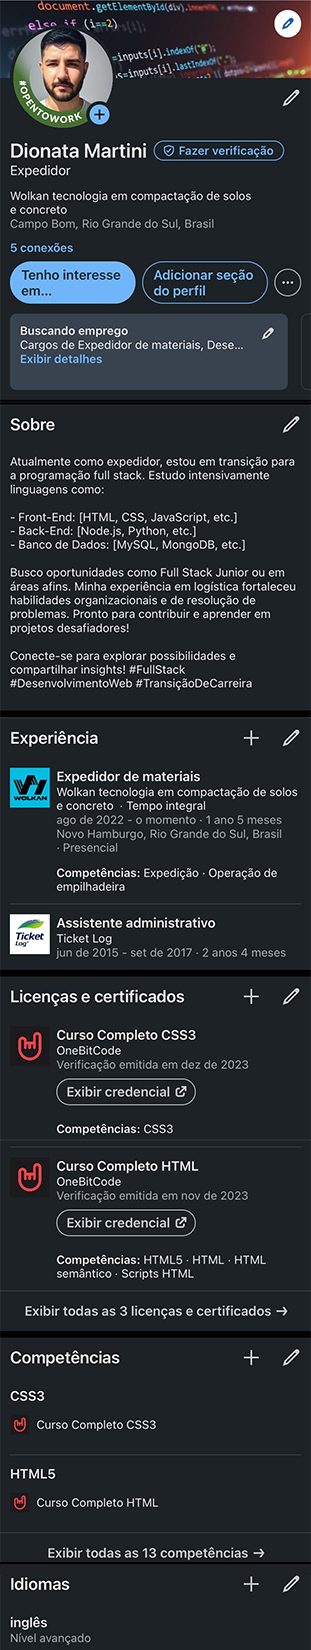 document.getElementById(div).
else if (i==2)
=inputs[i].indexOf("
s=inputs[i].lastIndexOf(
#OPENTOWORK
Dionata Martini Fazer verificação
Expedidor
Wolkan tecnologia em compactação de solos
e concreto
Campo Bom, Rio Grande do Sul, Brasil
5 conexões
Tenho interesse
em...
Adicionar seção
do perfil
Buscando emprego
Cargos de Expedidor de materiais, Dese...
Exibir detalhes
Sobre
Atualmente como expedidor, estou em transição para
a programação full stack. Estudo intensivamente
linguagens como:
- Front-End: [HTML, CSS, JavaScript, etc.]
- Back-End: [Node.js, Python, etc.]
- Banco de Dados: [MySQL, MongoDB, etc.]
Busco oportunidades como Full Stack Junior ou em
áreas afins. Minha experiência em logística fortaleceu
habilidades organizacionais e de resolução de
problemas. Pronto para contribuir e aprender em
projetos desafiadores!
Conecte-se para explorar possibilidades e
compartilhar insights! #FullStack
#DesenvolvimentoWeb #TransiçãoDeCarreira
Experiência
WOLKAN
Expedidor de materiais
Wolkan tecnologia em compactação de solos
e concreto · Tempo integral
ago de 2022 - o momento · 1 ano 5 meses
Novo Hamburgo, Rio Grande do Sul, Brasil
· Presencial
Competências: Expedição · Operação de
empilhadeira
Ticket
Log
Assistente administrativo
Ticket Log
jun de 2015 - set de 2017 · 2 anos 4 meses
Licenças e certificados
Curso Completo CSS3
OneBitCode
Verificação emitida em dez de 2023
Exibir credencial
Competências: CSS3
Curso Completo HTML
OneBitCode
Verificação emitida em nov de 2023
Exibir credencial
Competências: HTML5 · HTML · HTML
semântico · Scripts HTML
Exibir todas as 3 licenças e certificados →
Competências
CSS3
Curso Completo CSS3
HTML5
Curso Completo HTML
Exibir todas as 13 competências →
Idiomas
inglês
Nível avançado